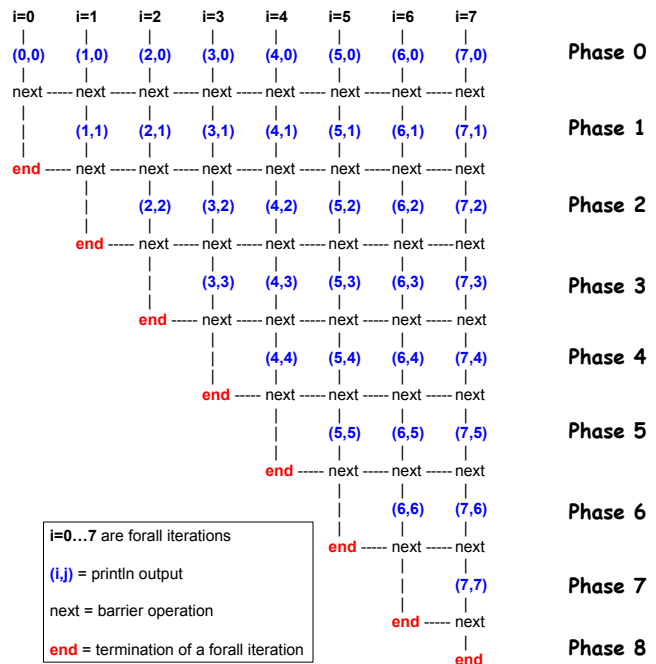 i=0 i=1 i=2 i=3 i=4 i=5 i=6 i=7
(0,0) (1,0) (2,0) (3,0) (4,0) (5,0) (6,0) (7,0) Phase 0
next ----- next ----- next ----- next ----- next ----- next ----- next ----- next
(1,1) (2,1) (3,1) (4,1) (5,1) (6,1) (7,1) Phase 1
end ----- next ----- next ----- next ----- next ----- next ----- next ----- next
(2,2) (3,2) (4,2) (5,2) (6,2) (7,2) Phase 2
end ----- next ----- next ----- next ----- next ----- next ----- next
(3,3) (4,3) (5,3) (6,3) (7,3) Phase 3
end ----- next ----- next ----- next ----- next ----- next
(4,4) (5,4) (6,4) (7,4) Phase 4
end ---- next ----- next ----- next ----- next
(5,5) (6,5) (7,5) Phase 5
end ----- next ----- next ----- next
(6,6) (7,6) Phase 6
end ----- next ----- next
(7,7) Phase 7
end ---- next
end Phase 8
i=0...7 are forall iterations
(i,j) = println output
next = barrier operation
end = termination of a forall iteration